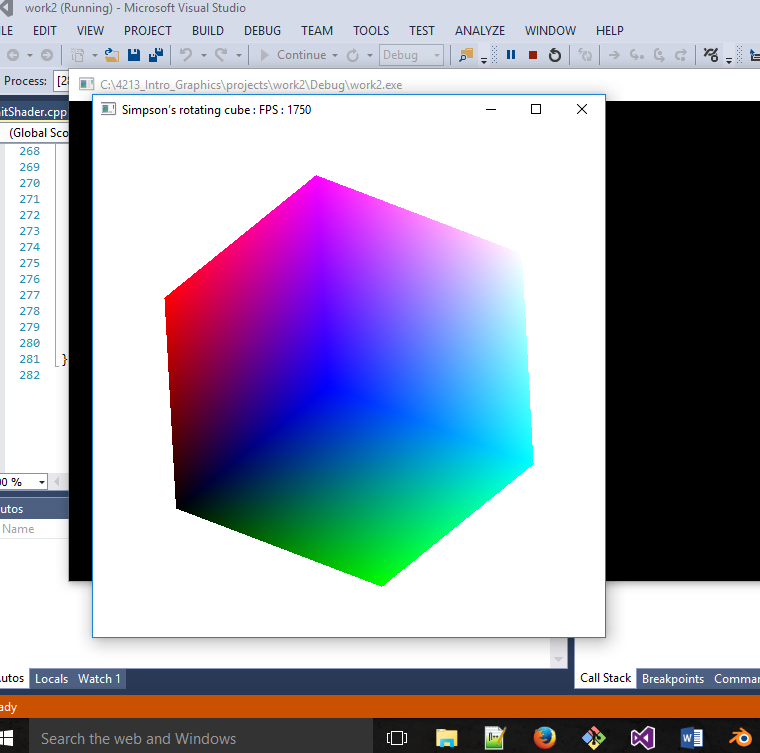 work2 (Running) - Microsoft Visual Studio
LE EDIT VIEW PROJECT BUILD DEBUG TEAM TOOLS TEST ANALYZE WINDOW HELP
Continue Debug
Process: [28
C:\4213_Intro_Graphics\projects\work2\Debug\work2.exe
Simpson's rotating cube : FPS : 1750
itShader.cpp
(Global Sco
268
269
270
271
272
273
274
275
276
277
278
279
280
281 }
282
00 %
utos
Name
utos Locals Watch 1
Call Stack Breakpoints Comman
ady
Search the web and Windows